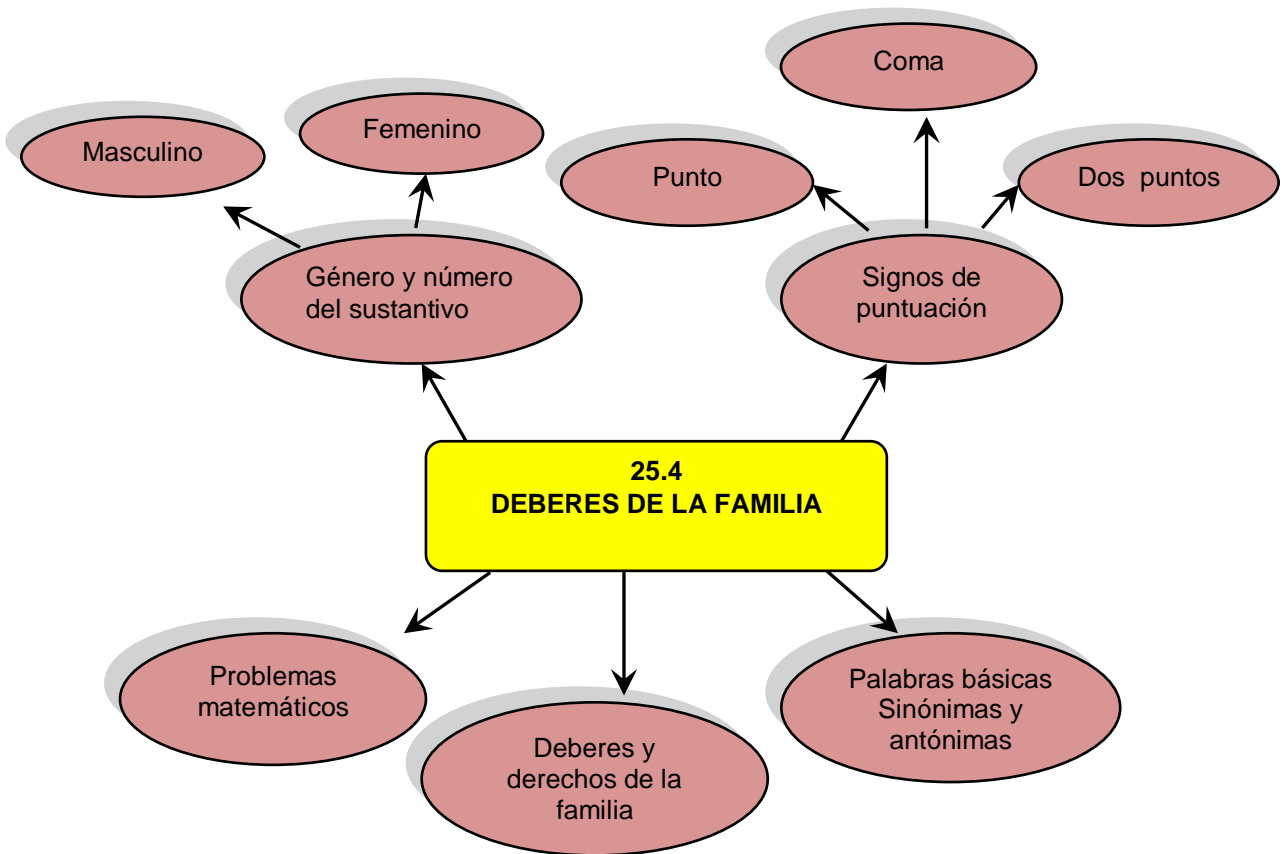 Coma
Femenino
Masculino
Punto
Dos puntos
Género y número
del sustantivo
Signos de
puntuación
25.4
DEBERES DE LA FAMILIA
Problemas
matemáticos
Palabras básicas
Sinónimas y
antónimas
Deberes y
derechos de la
familia